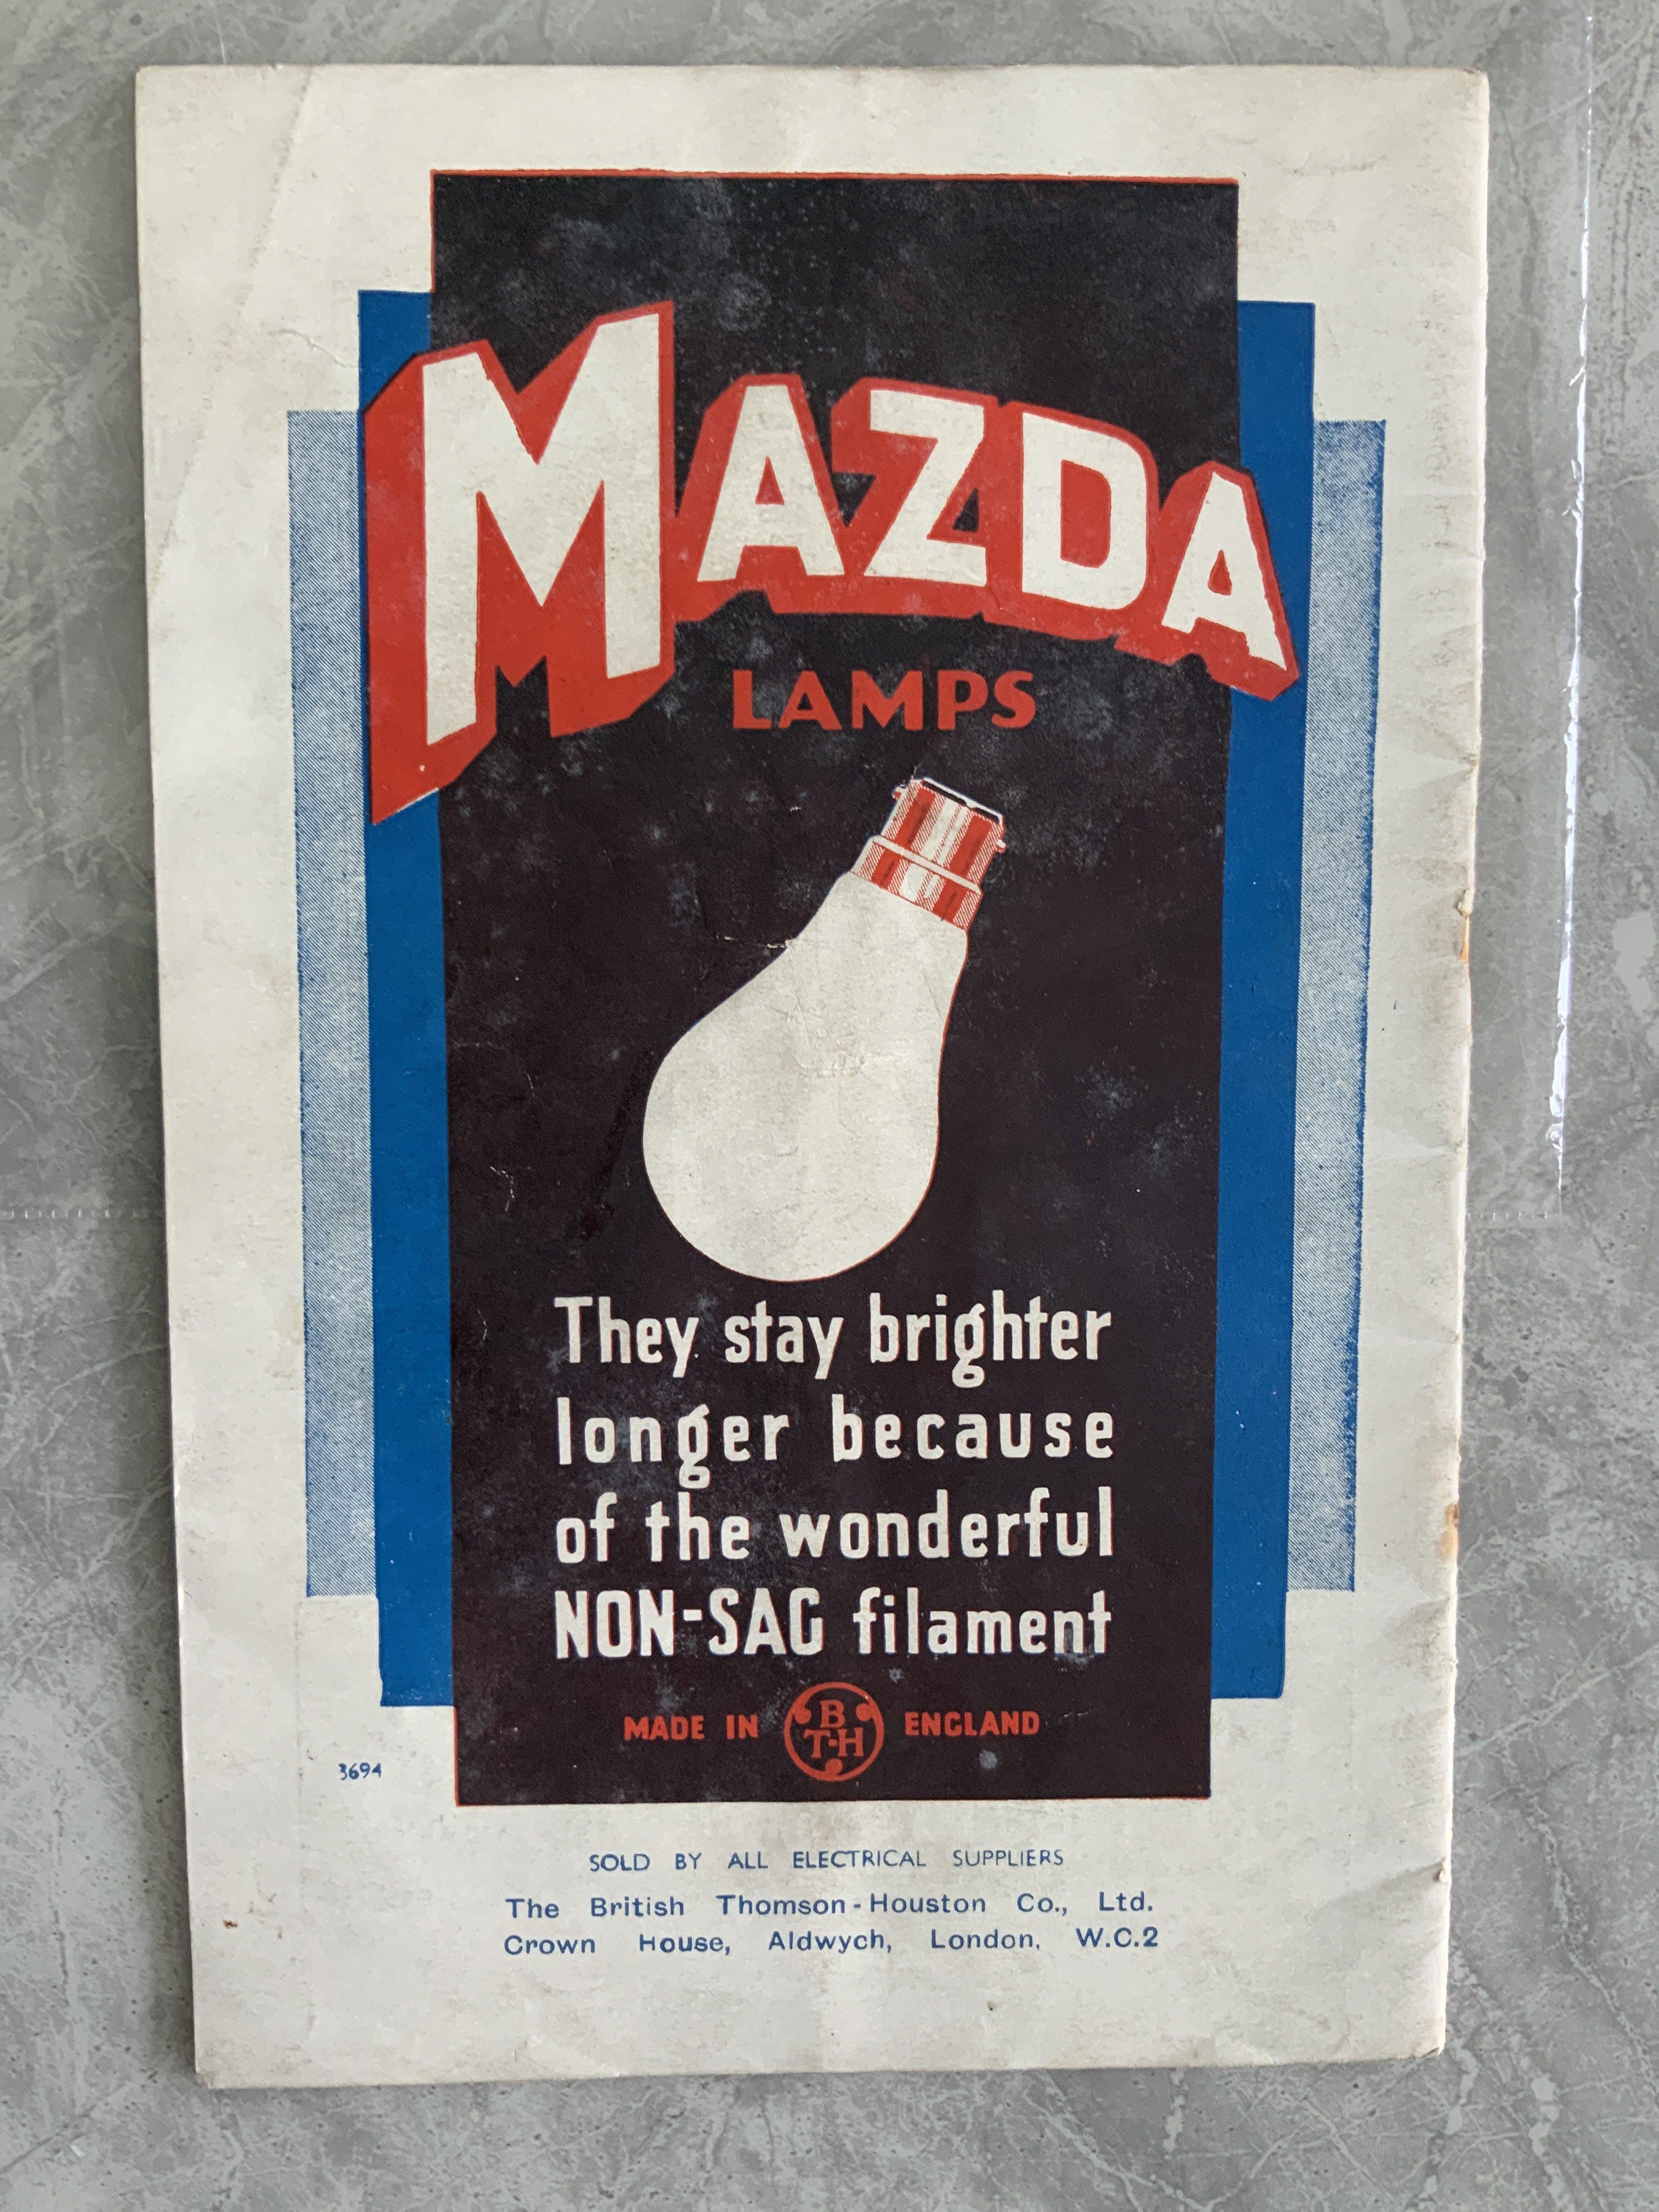 MAZDA
LAMPS
They stay brighter
longer because
of the wonderful
NON-SAG filament
MADE IN
B
T-H
ENGLAND
3694
SOLD BY ALL ELECTRICAL SUPPLIERS
The British Thomson-Houston Co., Ltd.
Crown House, Aldwych, London, W.C.2